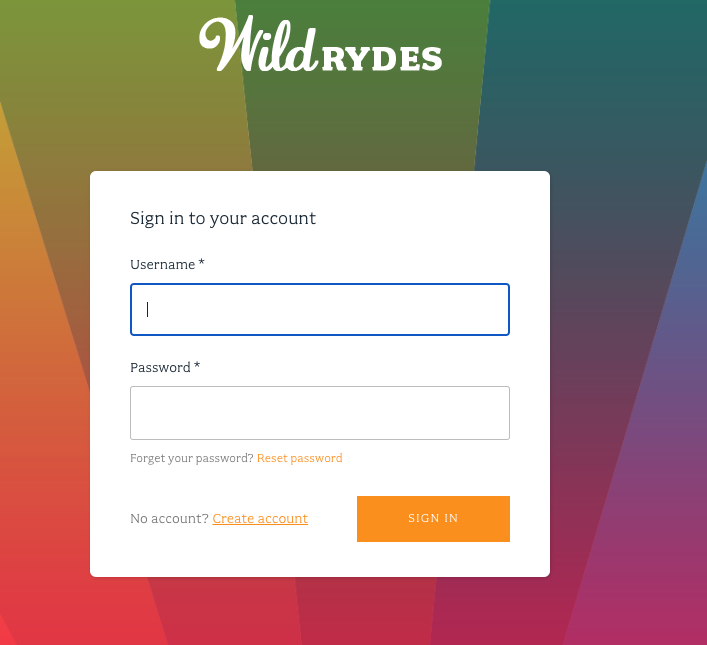 Wild RYDES
Sign in to your account
Username *
Password *
Forget your password? Reset password
No account? Create account
SIGN IN